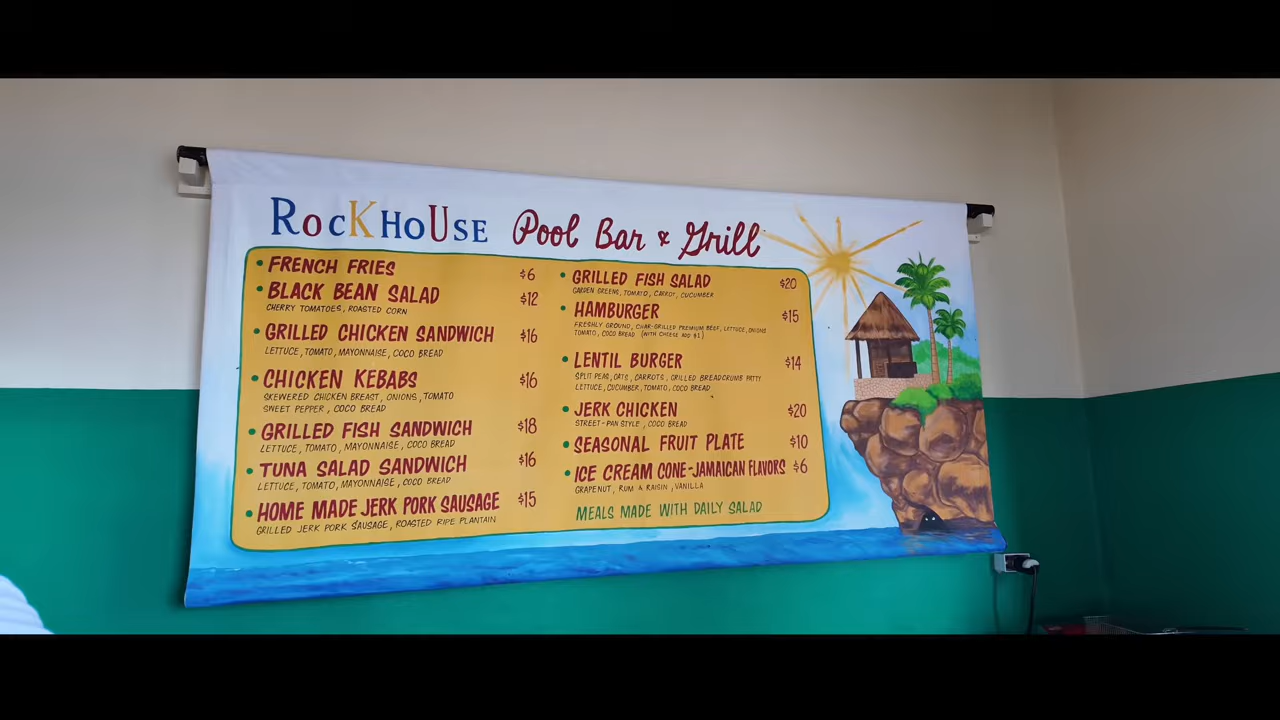 RocKHoUSE Pool Bar & Grill
• FRENCH FRIES $6
• BLACK BEAN SALAD $12
CHERRY TOMATOES, ROASTED CORN
• GRILLED CHICKEN SANDWICH $16
LETTUCE, TOMATO, MAYONNAISE, COCO BREAD
• CHICKEN KEBABS $16
SKEWERED CHICKEN BREAST, ONIONS, TOMATO
SWEET PEPPER, COCO BREAD
• GRILLED FISH SANDWICH $18
LETTUCE, TOMATO, MAYONNAISE, COCO BREAD
• TUNA SALAD SANDWICH $16
LETTUCE, TOMATO, MAYONNAISE, COCO BREAD
• HOME MADE JERK PORK SAUSAGE $15
GRILLED JERK PORK SAUSAGE, ROASTED RIPE PLANTAIN
• GRILLED FISH SALAD $20
GARDEN GREENS, TOMATO, CARROT, CUCUMBER
• HAMBURGER $15
FRESHLY GROUND, CHAR-GRILLED PREMIUM BEEF, LETTUCE, ONIONS
TOMATO, COCO BREAD (WITH CHEESE ADD $1)
• LENTIL BURGER $14
SPLIT PEAS, OATS, CARROTS, GRILLED BREADCRUMB PATTY
LETTUCE, CUCUMBER, TOMATO, COCO BREAD
• JERK CHICKEN $20
STREET-PAN STYLE, COCO BREAD
• SEASONAL FRUIT PLATE $10
• ICE CREAM CONE-JAMAICAN FLAVORS $6
GRAPENUT, RUM & RAISIN, VANILLA
MEALS MADE WITH DAILY SALAD